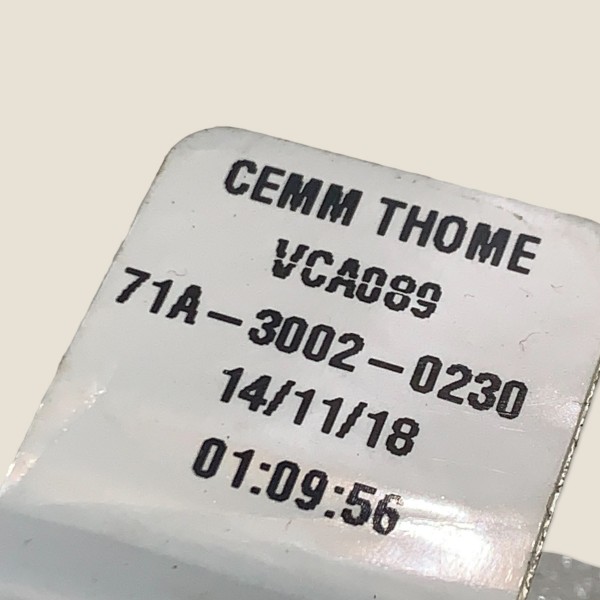 CEMM THOME
VCA089
71A-3002-0230
14/11/18
01:09:56